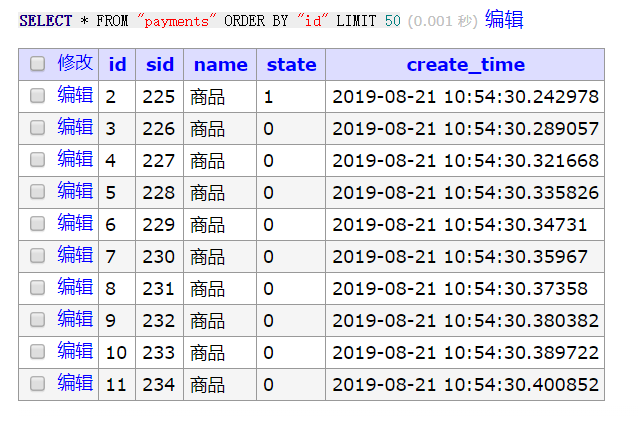 SELECT * FROM "payments" ORDER BY "id" LIMIT 50 (0.001 秒) 编辑
修改 id sid name state create_time
编辑 2 225 商品 1 2019-08-21 10:54:30.242978
编辑 3 226 商品 0 2019-08-21 10:54:30.289057
编辑 4 227 商品 0 2019-08-21 10:54:30.321668
编辑 5 228 商品 0 2019-08-21 10:54:30.335826
编辑 6 229 商品 0 2019-08-21 10:54:30.34731
编辑 7 230 商品 0 2019-08-21 10:54:30.35967
编辑 8 231 商品 0 2019-08-21 10:54:30.37358
编辑 9 232 商品 0 2019-08-21 10:54:30.380382
编辑 10 233 商品 0 2019-08-21 10:54:30.389722
编辑 11 234 商品 0 2019-08-21 10:54:30.400852